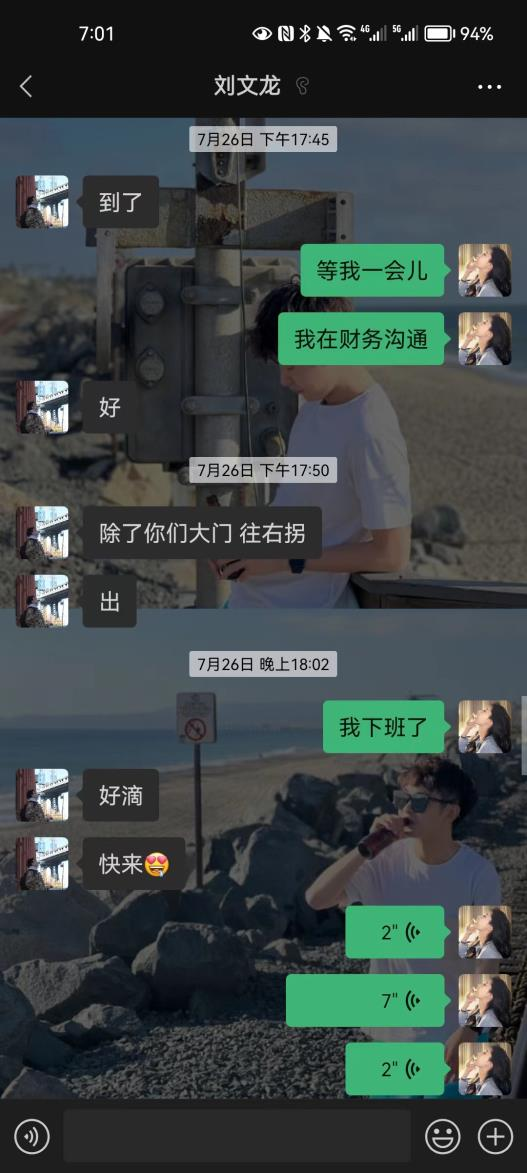 7:01
4G
5G
94%
刘文龙
7月26日 下午17:45
到了
等我一会儿
我在财务沟通
好
7月26日 下午17:50
除了你们大门 往右拐
出
7月26日 晚上18:02
我下班了
好滴
快来😍
2"
7"
2"